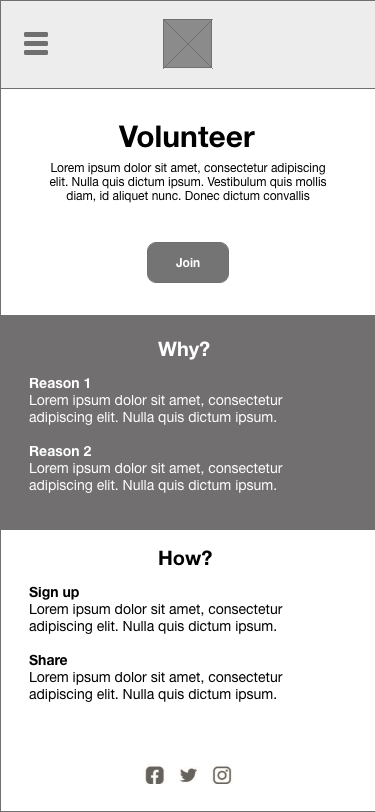 Volunteer
Lorem ipsum dolor sit amet, consectetur adipiscing
elit. Nulla quis dictum ipsum. Vestibulum quis mollis
diam, id aliquet nunc. Donec dictum convallis
Join
Why?
Reason 1
Lorem ipsum dolor sit amet, consectetur
adipiscing elit. Nulla quis dictum ipsum.
Reason 2
Lorem ipsum dolor sit amet, consectetur
adipiscing elit. Nulla quis dictum ipsum.
How?
Sign up
Lorem ipsum dolor sit amet, consectetur
adipiscing elit. Nulla quis dictum ipsum.
Share
Lorem ipsum dolor sit amet, consectetur
adipiscing elit. Nulla quis dictum ipsum.